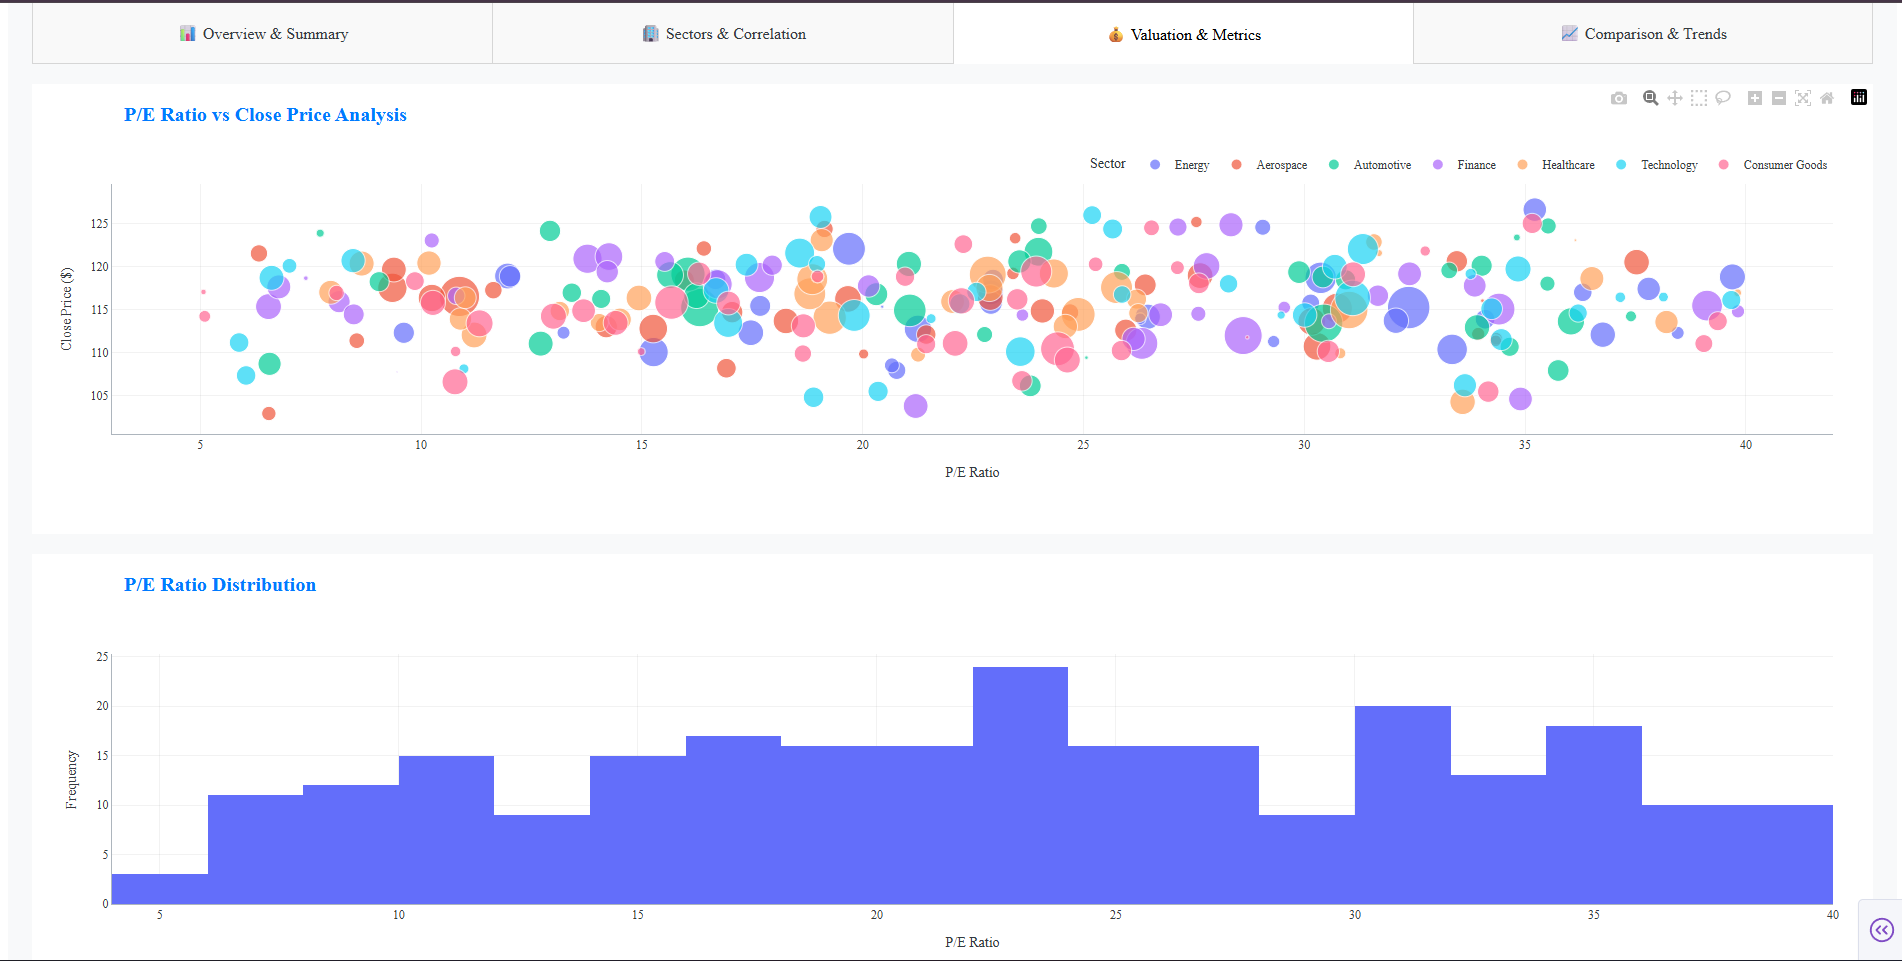 Overview & Summary
Sectors & Correlation
Valuation & Metrics
Comparison & Trends
P/E Ratio vs Close Price Analysis
Sector Energy Aerospace Automotive Finance Healthcare Technology Consumer Goods
Close Price ($)
125
120
115
110
105
5 10 15 20 25 30 35 40
P/E Ratio
P/E Ratio Distribution
Frequency
25
20
15
10
5
0
5 10 15 20 25 30 35 40
P/E Ratio